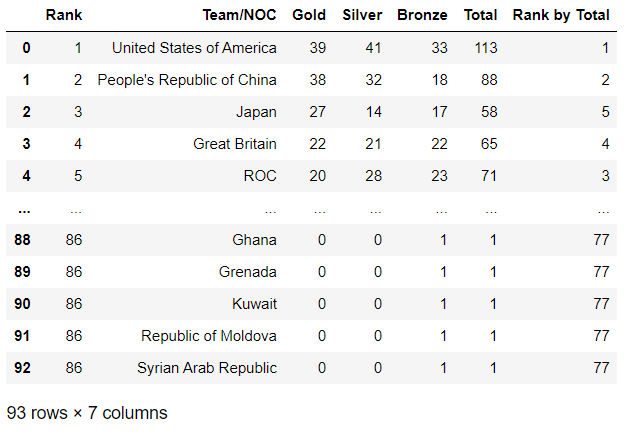 Rank Team/NOC Gold Silver Bronze Total Rank by Total
0 1 United States of America 39 41 33 113 1
1 2 People's Republic of China 38 32 18 88 2
2 3 Japan 27 14 17 58 5
3 4 Great Britain 22 21 22 65 4
4 5 ROC 20 28 23 71 3
... ... ... ... ... ... ... ...
88 86 Ghana 0 0 1 1 77
89 86 Grenada 0 0 1 1 77
90 86 Kuwait 0 0 1 1 77
91 86 Republic of Moldova 0 0 1 1 77
92 86 Syrian Arab Republic 0 0 1 1 77
93 rows × 7 columns